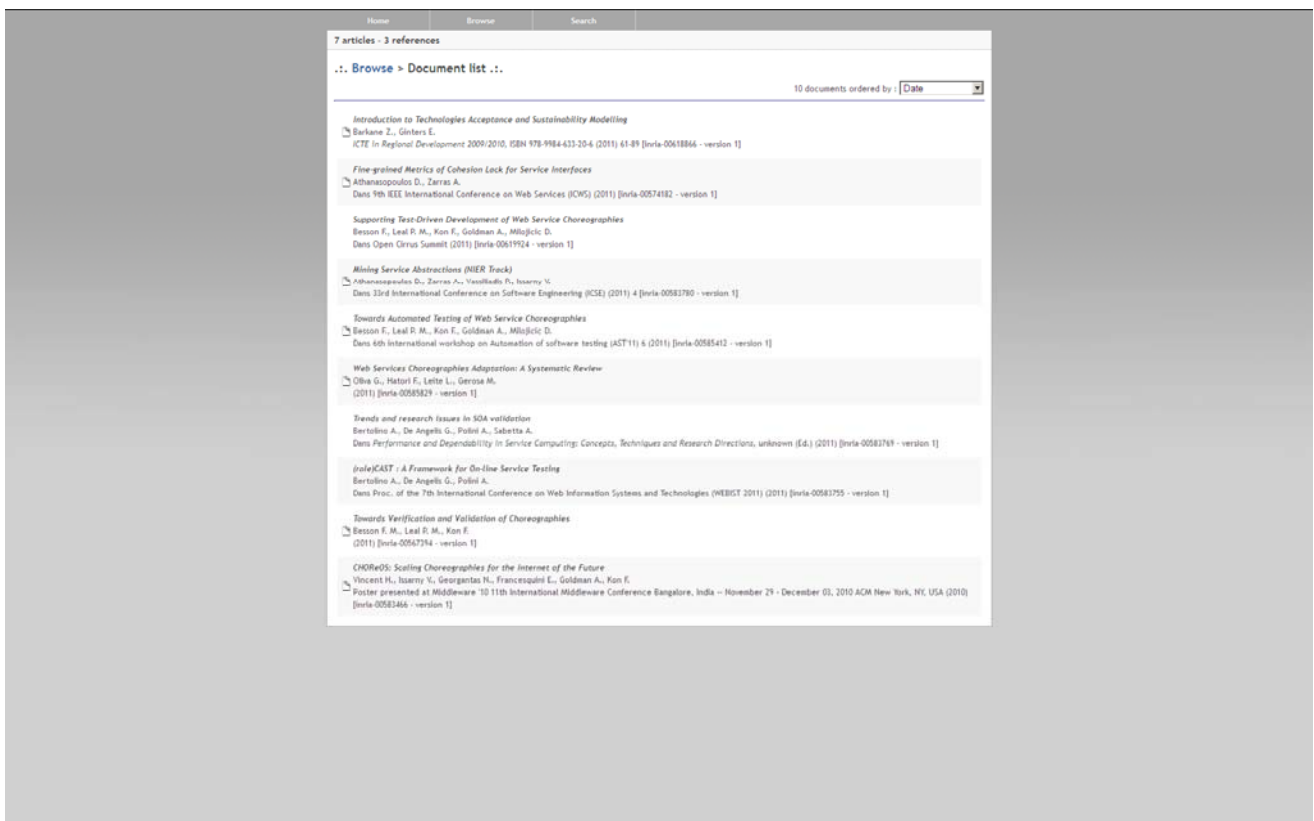 Home Browse Search
7 articles - 3 references
.:. Browse > Document list .:.
10 documents ordered by : Date
Introduction to Technologies Acceptance and Sustainability Modelling
Barkane Z., Ginters E.
ICTE in Regional Development 2009/2010, ISBN 978-9984-633-20-6 (2011) 61-89 [inria-00618866 - version 1]
Fine-grained Metrics of Cohesion Lack for Service Interfaces
Athanasopoulos D., Zarras A.
Dans 9th IEEE International Conference on Web Services (ICWS) (2011) [inria-00574182 - version 1]
Supporting Test-Driven Development of Web Service Choreographies
Besson F., Leal P. M., Kon F., Goldman A., Milojicic D.
Dans Open Cirrus Summit (2011) [inria-00619924 - version 1]
Mining Service Abstractions (NIER Track)
Athanasopoulos D., Zarras A., Vassiliadis P., Issarny V.
Dans 33rd International Conference on Software Engineering (ICSE) (2011) 4 [inria-00583780 - version 1]
Towards Automated Testing of Web Service Choreographies
Besson F., Leal P. M., Kon F., Goldman A., Milojicic D.
Dans 6th international workshop on Automation of software testing (AST'11) 6 (2011) [inria-00585412 - version 1]
Web Services Choreographies Adaptation: A Systematic Review
Oliva G., Hatori F., Leite L., Gerosa M.
(2011) [inria-00585829 - version 1]
Trends and research issues in SOA validation
Bertolino A., De Angelis G., Polini A., Sabetta A.
Dans Performance and Dependability in Service Computing: Concepts, Techniques and Research Directions, unknown (Ed.) (2011) [inria-00583769 - version 1]
(role)CAST : A Framework for On-line Service Testing
Bertolino A., De Angelis G., Polini A.
Dans Proc. of the 7th International Conference on Web Information Systems and Technologies (WEBIST 2011) (2011) [inria-00583755 - version 1]
Towards Verification and Validation of Choreographies
Besson F. M., Leal P. M., Kon F.
(2011) [inria-00567394 - version 1]
CHOReOS: Scaling Choreographies for the Internet of the Future
Vincent H., Issarny V., Georgantas N., Francesquini E., Goldman A., Kon F.
Poster presented at Middleware '10 11th International Middleware Conference Bangalore, India -- November 29 - December 03, 2010 ACM New York, NY, USA (2010)
[inria-00583466 - version 1]